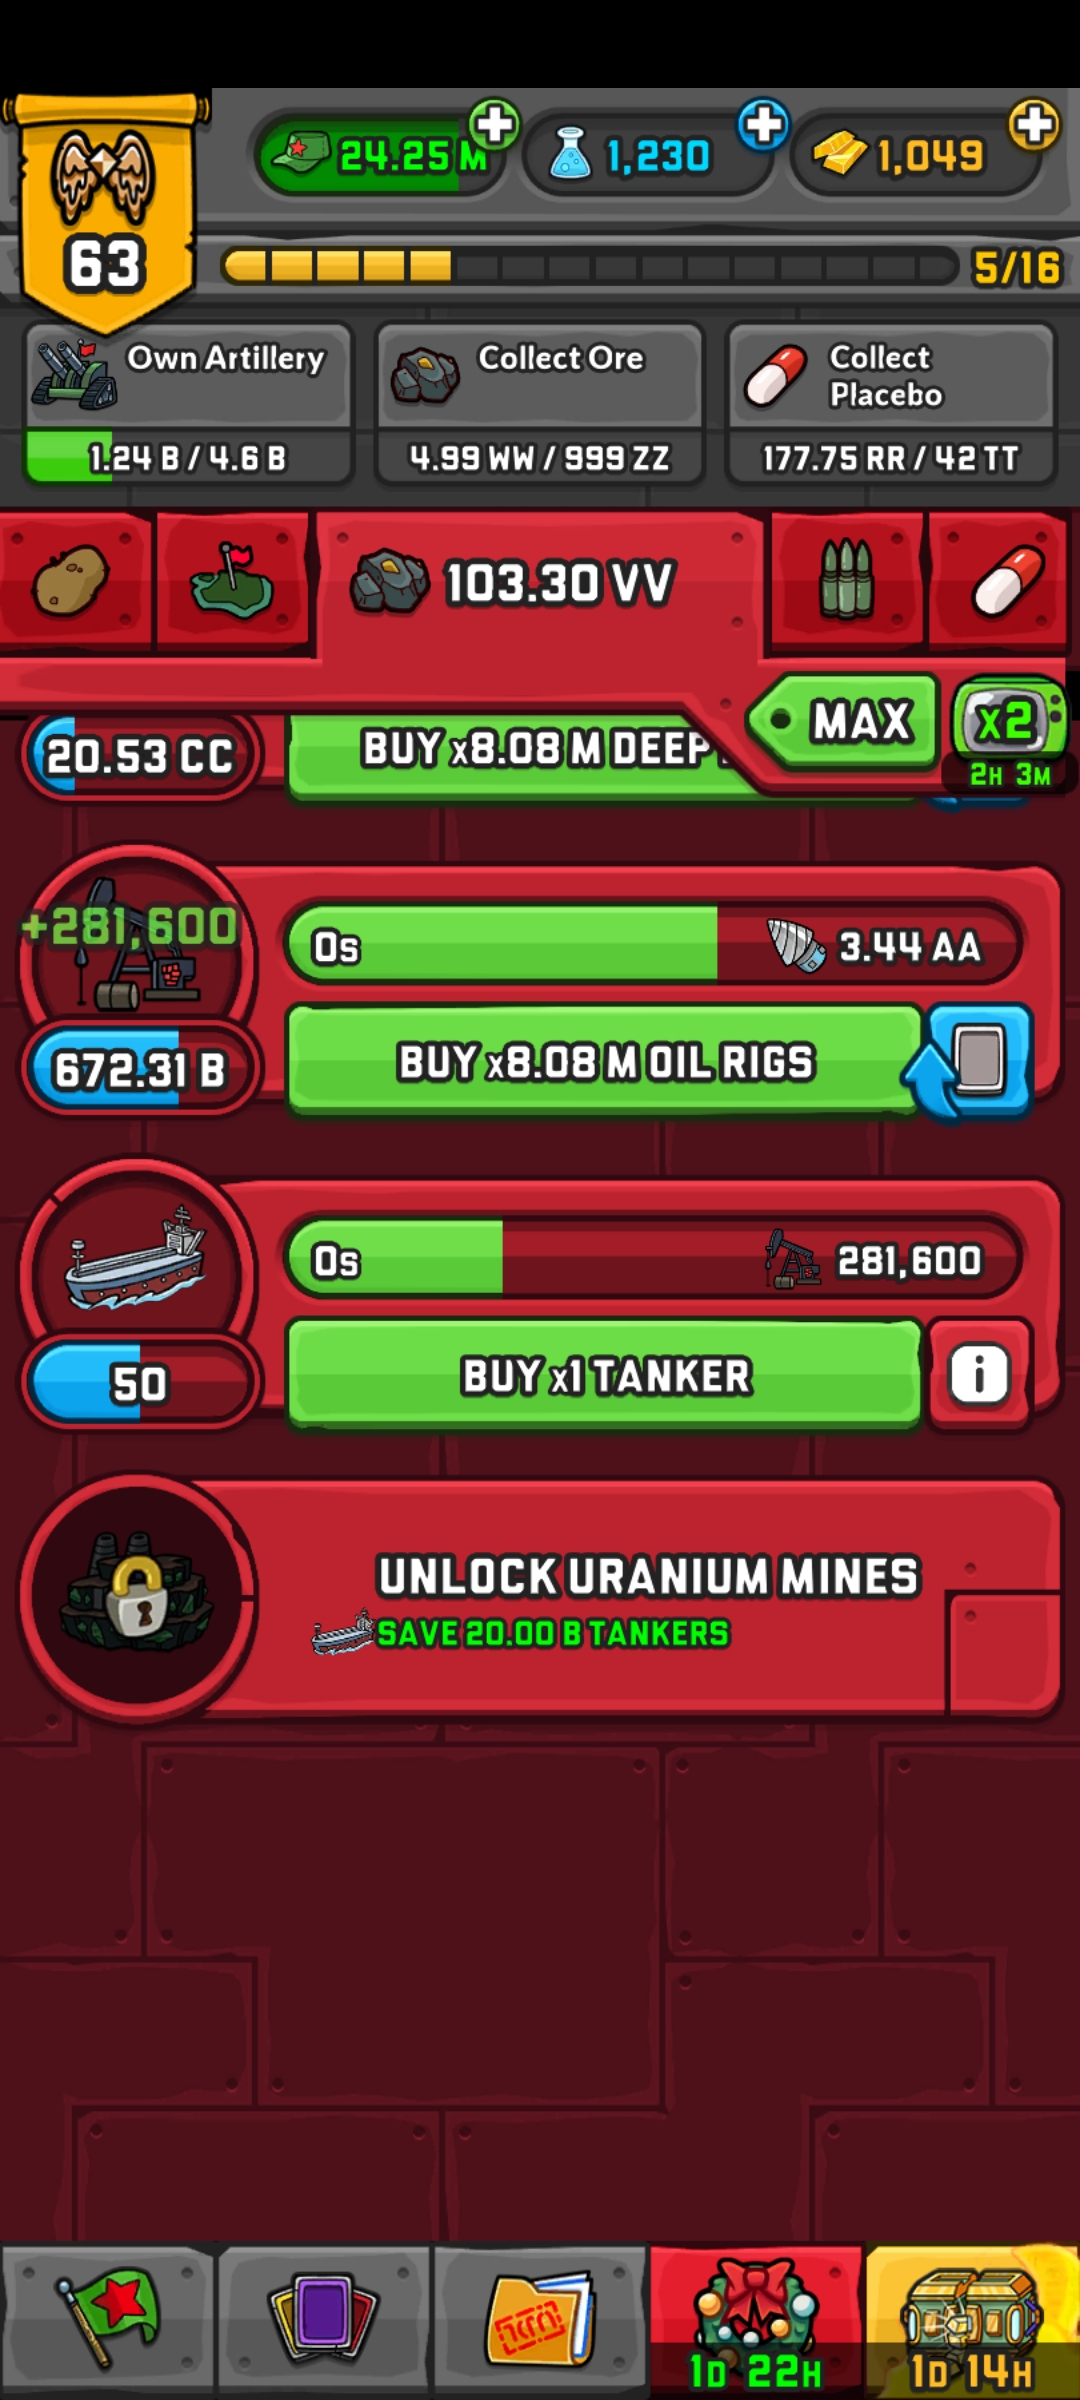 24.25 M
1,230
1,049
63
5/16
Own Artillery
1.24 B / 4.6 B
Collect Ore
4.99 WW / 999 ZZ
Collect
Placebo
177.75 RR / 42 TT
103.30 VV
MAX
x2
2H 3M
20.53 CC
BUY x8.08 M DEEP
+281,600
0s
3.44 AA
672.31 B
BUY x8.08 M OIL RIGS
0s
281,600
50
BUY x1 TANKER
i
UNLOCK URANIUM MINES
SAVE 20.00 B TANKERS
1D 22H
1D 14H